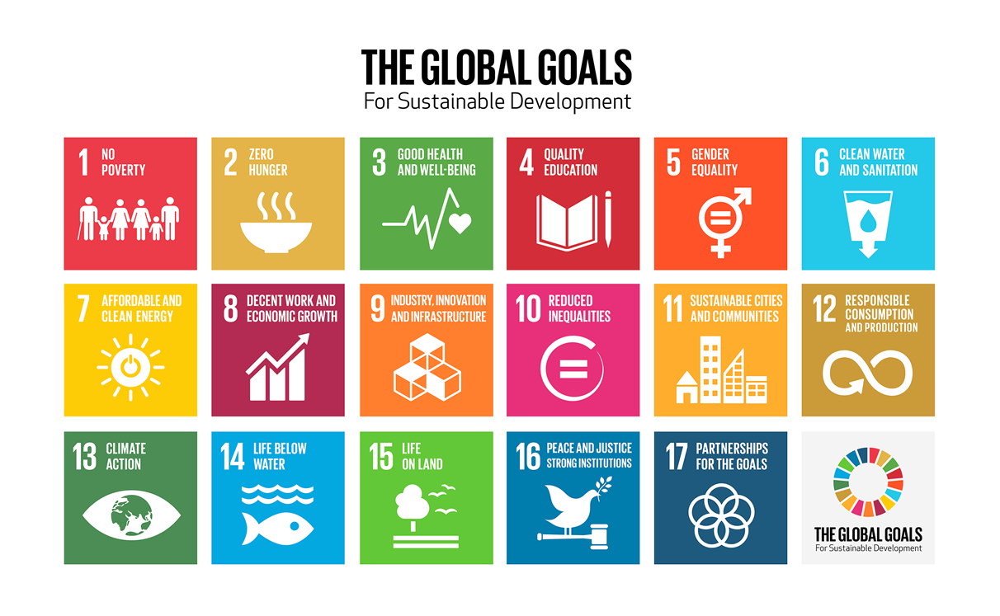 THE GLOBAL GOALS
For Sustainable Development
1 NO
POVERTY
2 ZERO
HUNGER
3 GOOD HEALTH
AND WELL-BEING
4 QUALITY
EDUCATION
5 GENDER
EQUALITY
6 CLEAN WATER
AND SANITATION
7 AFFORDABLE AND
CLEAN ENERGY
8 DECENT WORK AND
ECONOMIC GROWTH
9 INDUSTRY, INNOVATION
AND INFRASTRUCTURE
10 REDUCED
INEQUALITIES
11 SUSTAINABLE CITIES
AND COMMUNITIES
12 RESPONSIBLE
CONSUMPTION
AND PRODUCTION
13 CLIMATE
ACTION
14 LIFE BELOW
WATER
15 LIFE
ON LAND
16 PEACE AND JUSTICE
STRONG INSTITUTIONS
17 PARTNERSHIPS
FOR THE GOALS
THE GLOBAL GOALS
For Sustainable Development